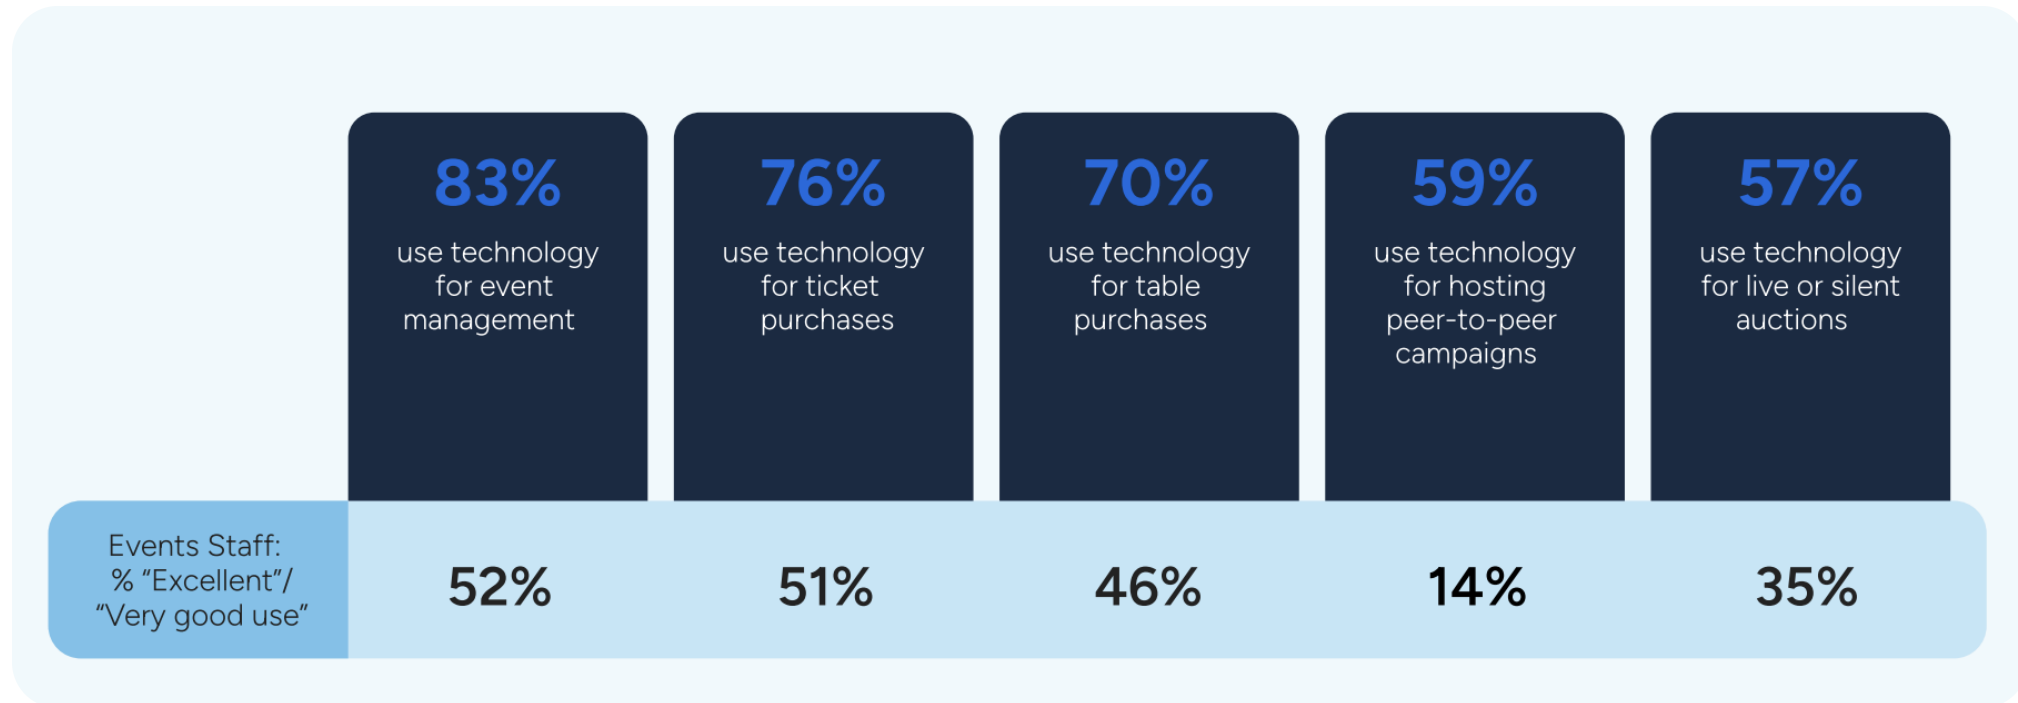 83%
use technology
for event
management
76%
use technology
for ticket
purchases
70%
use technology
for table
purchases
59%
use technology
for hosting
peer-to-peer
campaigns
57%
use technology
for live or silent
auctions
Events Staff:
% “Excellent”/
“Very good use”
52%
51%
46%
14%
35%